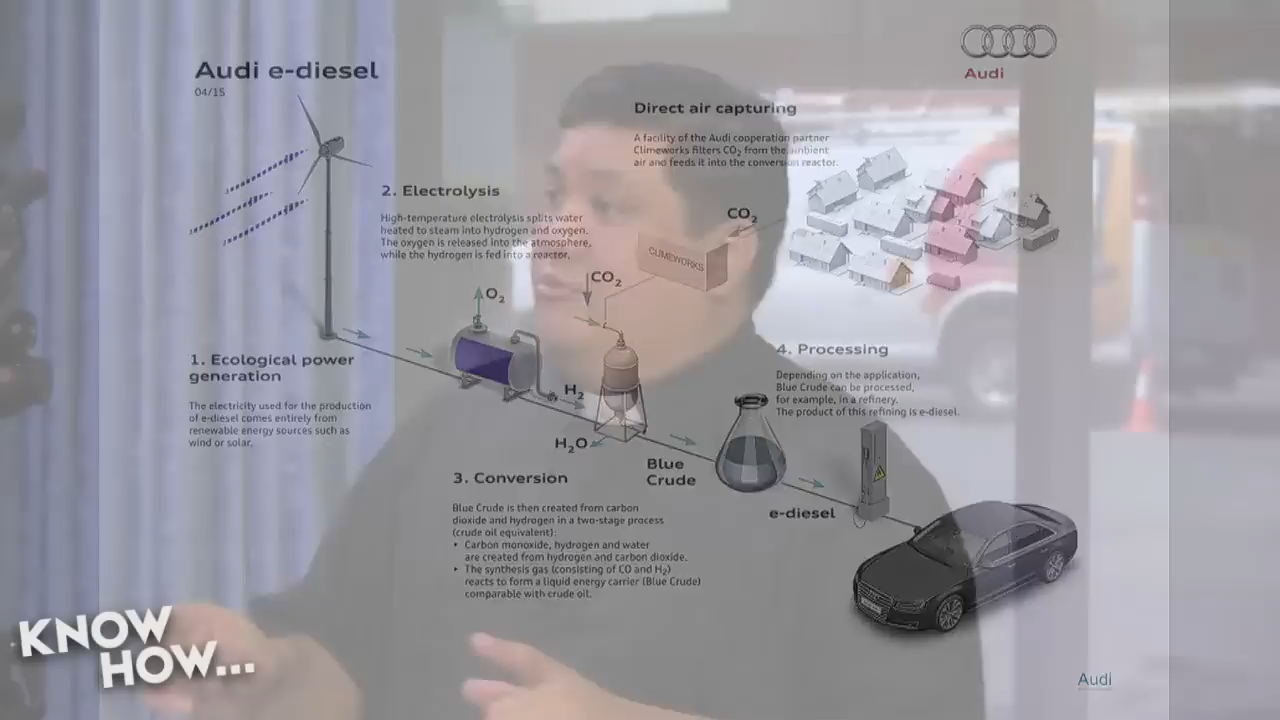 Audi e-diesel
04/15
Audi
Direct air capturing
A facility of the Audi cooperation partner
Climeworks filters CO₂ from the ambient
air and feeds it into the conversion reactor.
2. Electrolysis
High-temperature electrolysis splits water
heated to steam into hydrogen and oxygen.
The oxygen is released into the atmosphere,
while the hydrogen is fed into a reactor.
CO₂
CLIMEWORKS
CO₂
O₂
1. Ecological power
generation
The electricity used for the production
of e-diesel comes entirely from
renewable energy sources such as
wind or solar.
H₂
H₂O
4. Processing
Depending on the application,
Blue Crude can be processed,
for example, in a refinery.
The product of this refining is e-diesel.
Blue
Crude
e-diesel
3. Conversion
Blue Crude is then created from carbon
dioxide and hydrogen in a two-stage process
(crude oil equivalent):
• Carbon monoxide, hydrogen and water
are created from hydrogen and carbon dioxide.
• The synthesis gas (consisting of CO and H₂)
reacts to form a liquid energy carrier (Blue Crude)
comparable with crude oil.
KNOW
HOW...
Audi